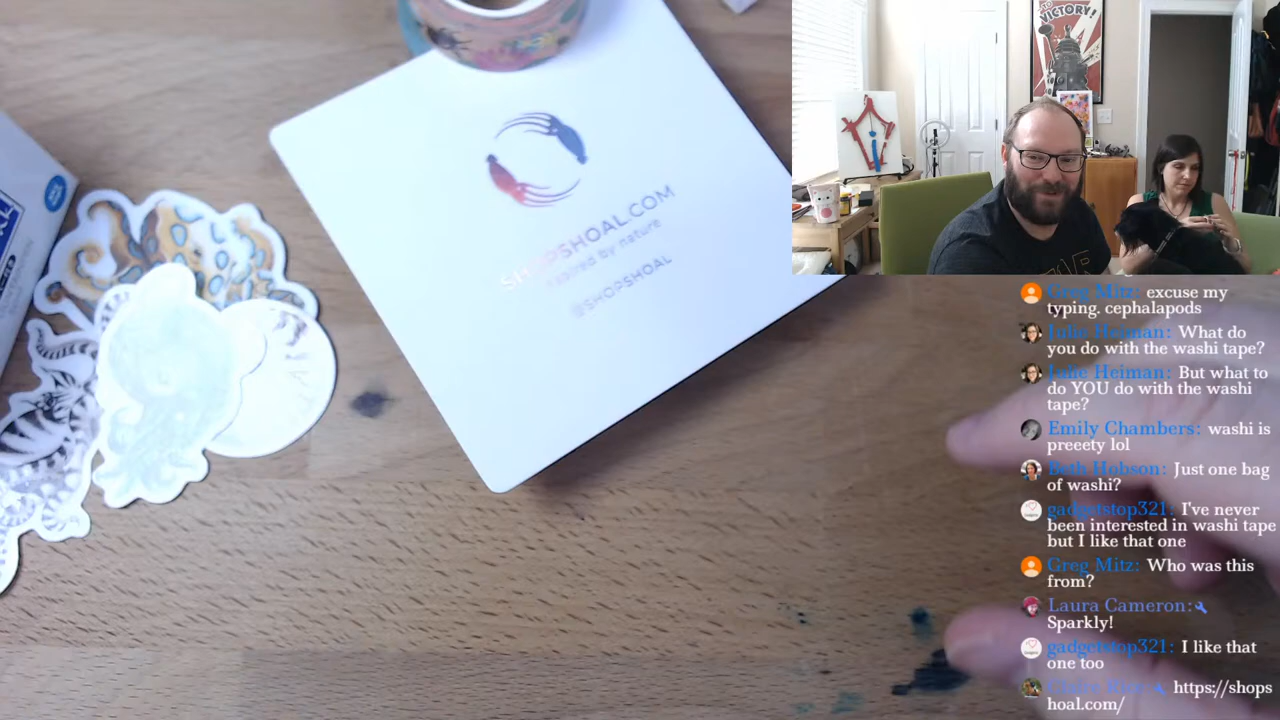 VICTORY!
SHOPSHOAL.COM
inspired by nature
@SHOPSHOAL
Greg Mitz: excuse my
typing. cephalapods
Julie Heiman: What do
you do with the washi tape?
Julie Heiman: But what to
do YOU do with the washi
tape?
Emily Chambers: washi is
preeety lol
Beth Hobson: Just one bag
of washi?
gadgetstop321: I've never
been interested in washi tape
but I like that one
Greg Mitz: Who was this
from?
Laura Cameron:
Sparkly!
gadgetstop321: I like that
one too
https://shops
hoal.com/